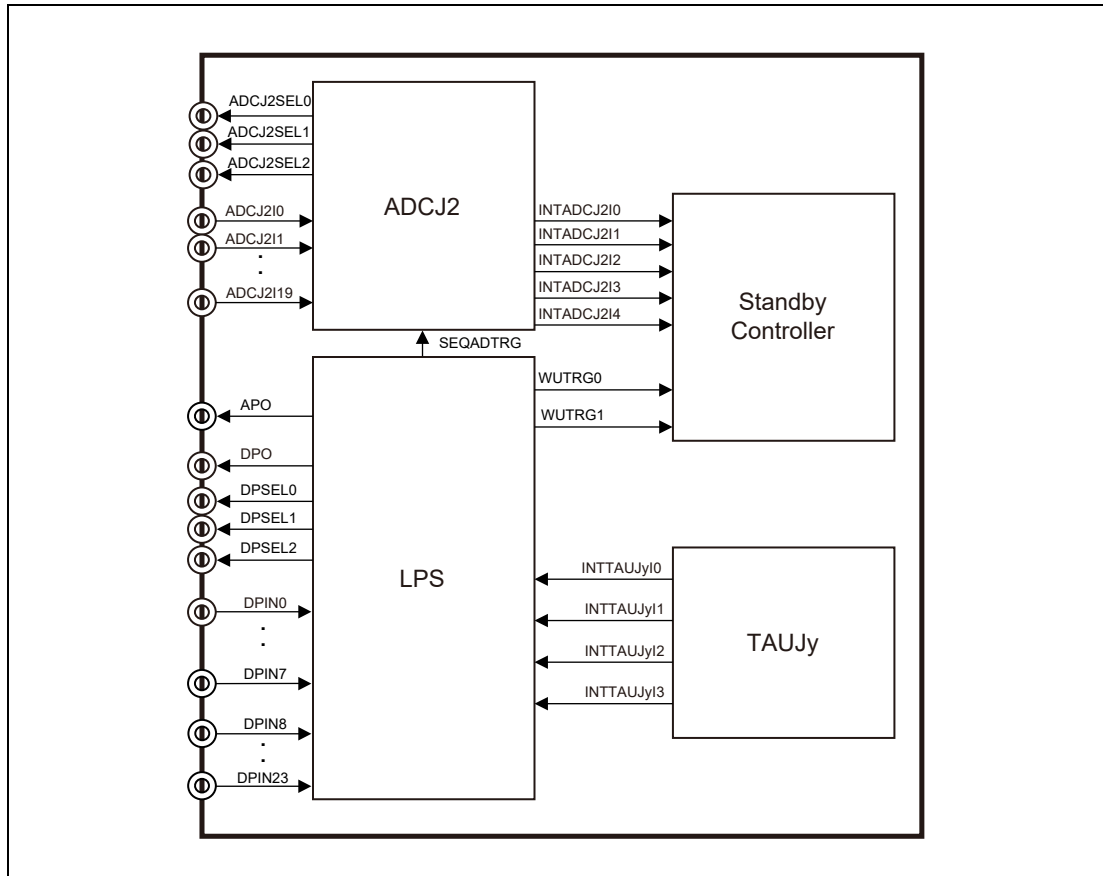 ADCJ2SEL0
ADCJ2SEL1
ADCJ2SEL2
ADCJ2I0
ADCJ2I1
ADCJ2I19
ADCJ2
INTADCJ2I0
INTADCJ2I1
INTADCJ2I2
INTADCJ2I3
INTADCJ2I4
Standby
Controller
SEQADTRG
WUTRG0
WUTRG1
APO
DPO
DPSEL0
DPSEL1
DPSEL2
DPIN0
DPIN7
DPIN8
DPIN23
LPS
INTTAUJyI0
INTTAUJyI1
INTTAUJyI2
INTTAUJyI3
TAUJy